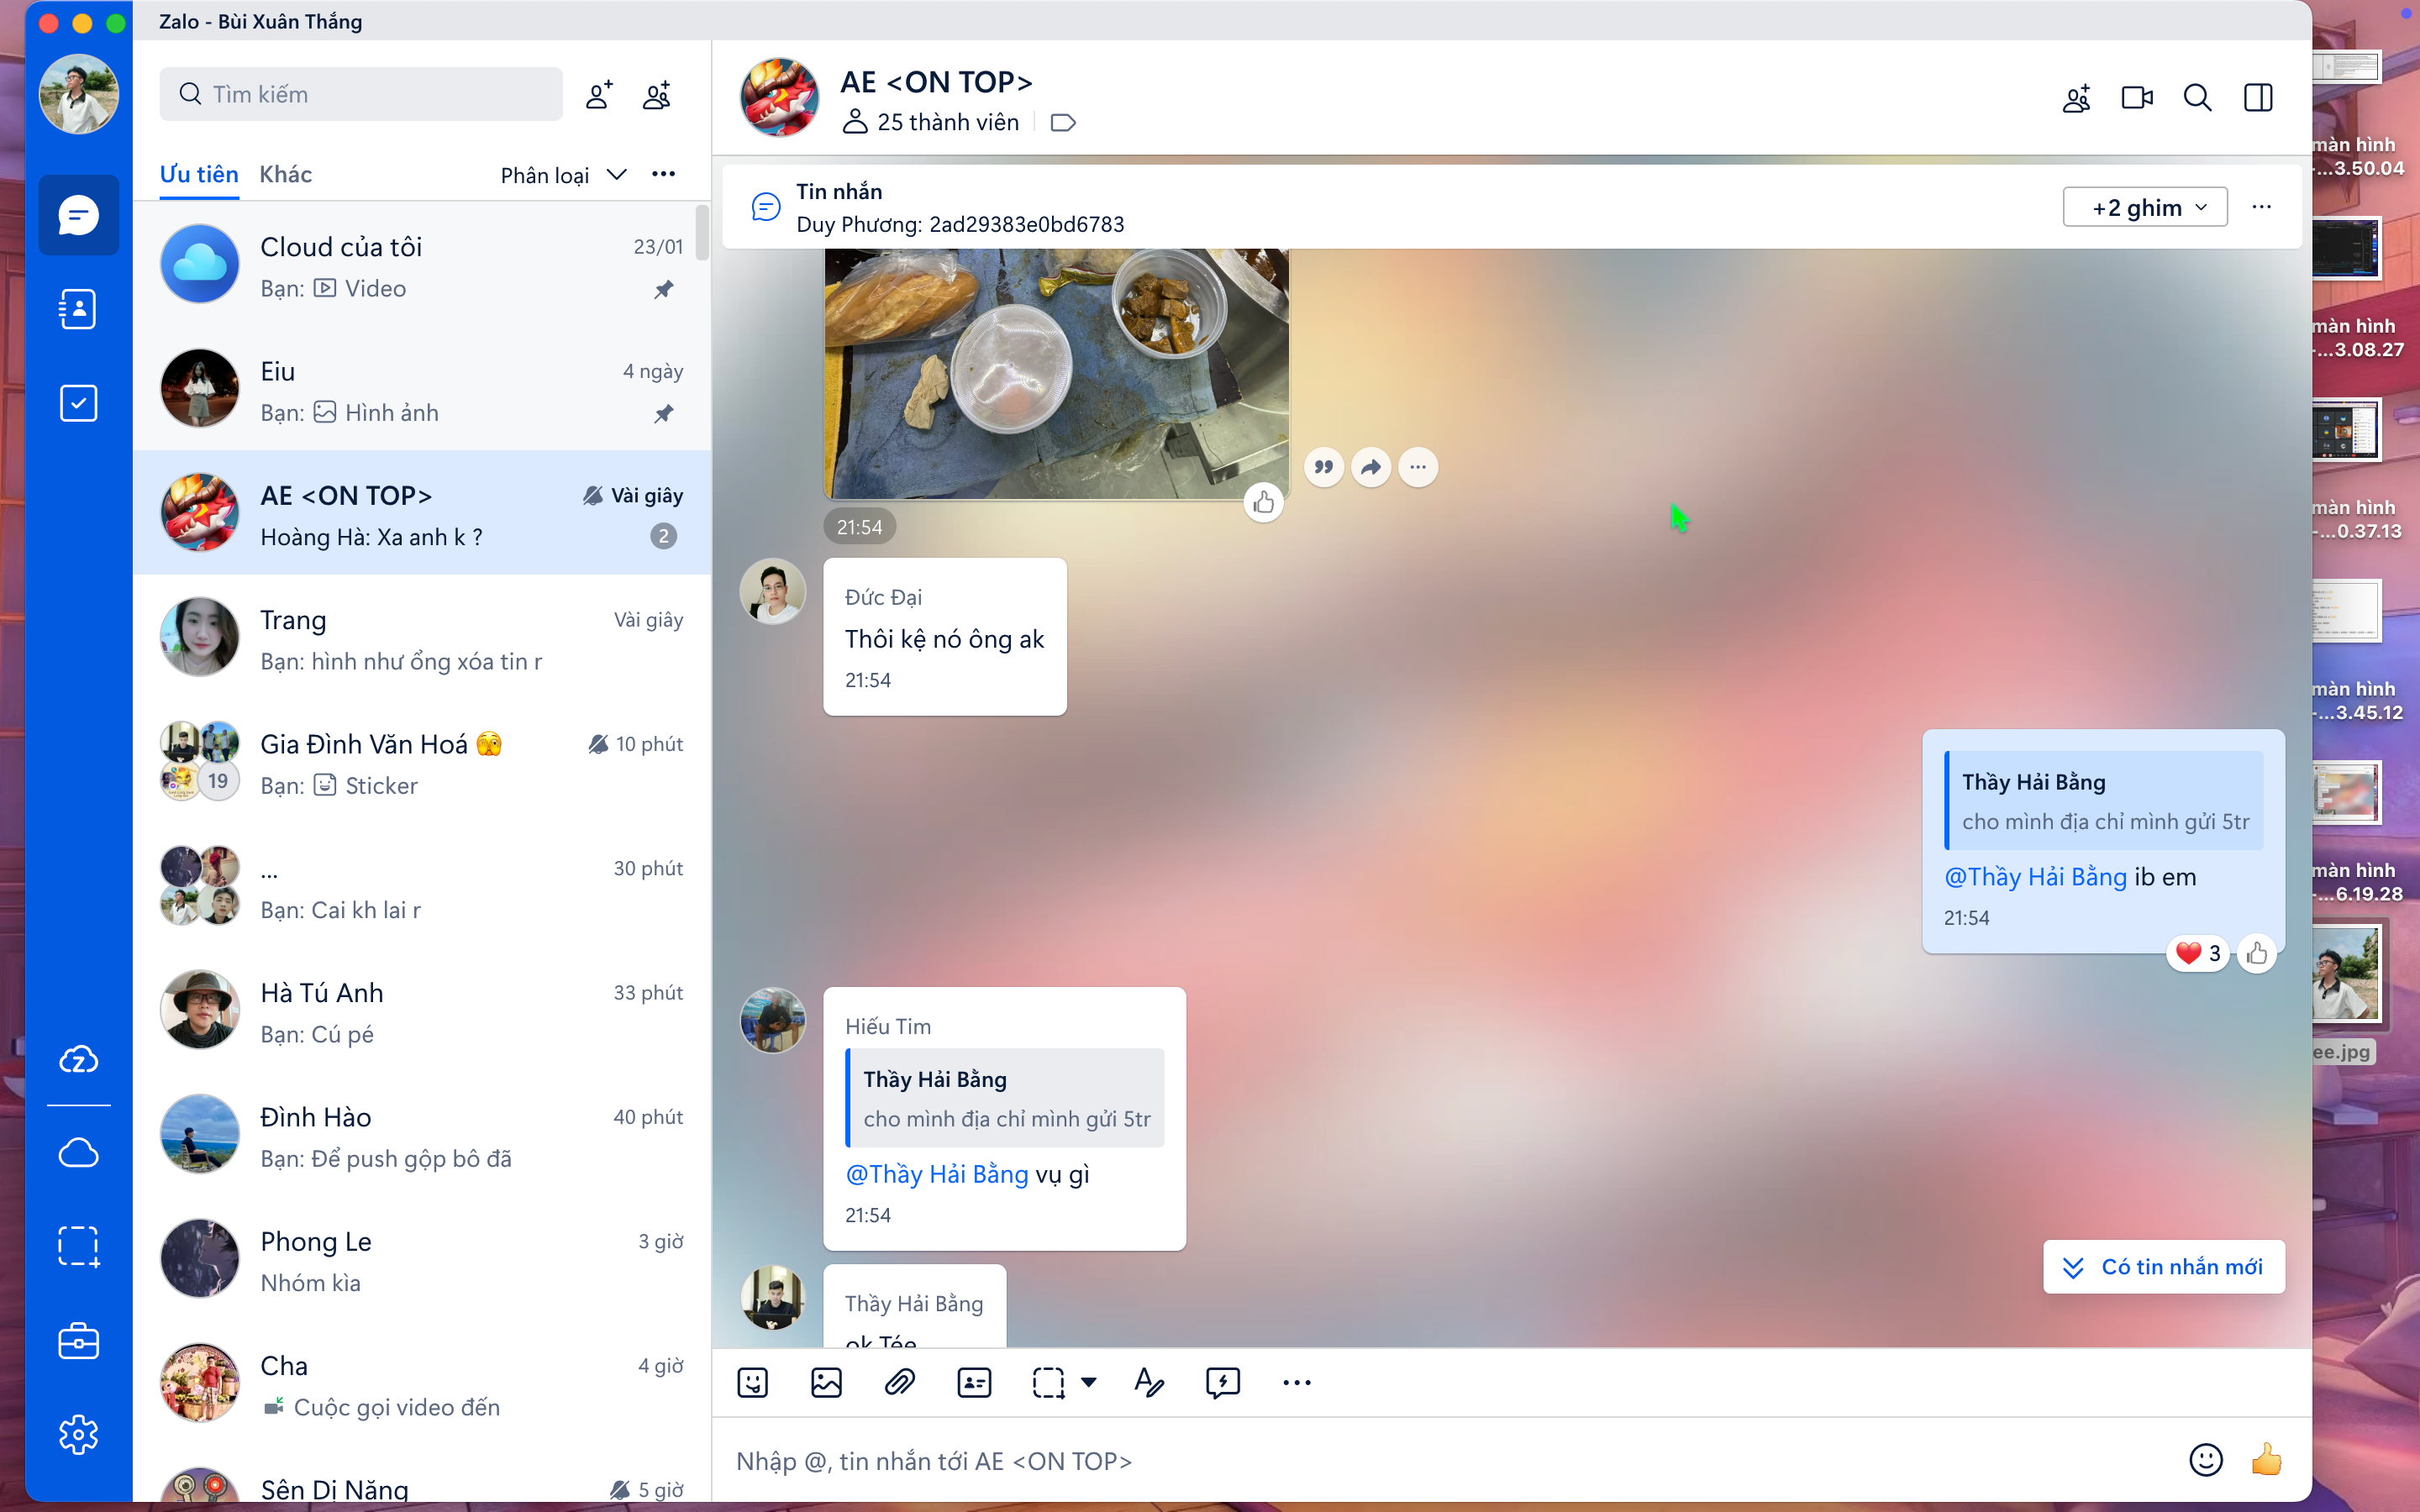 Zalo - Bùi Xuân Thắng
Tìm kiếm
Ưu tiên
Khác
Phân loại
Cloud của tôi
23/01
Bạn: Video
Eiu
4 ngày
Bạn: Hình ảnh
AE <ON TOP>
Vài giây
Hoàng Hà: Xa anh k ?
2
Trang
Vài giây
Bạn: hình như ổng xóa tin r
Gia Đình Văn Hoá 🫣
10 phút
19
Bạn: Sticker
...
30 phút
Bạn: Cai kh lai r
Hà Tú Anh
33 phút
Bạn: Cú pé
Đình Hào
40 phút
Bạn: Để push gộp bô đã
Phong Le
3 giờ
Nhóm kìa
Cha
4 giờ
Cuộc gọi video đến
Sên Dị Năng
5 giờ
AE <ON TOP>
25 thành viên
Tin nhắn
Duy Phương: 2ad29383e0bd6783
+2 ghim
21:54
Đức Đại
Thôi kệ nó ông ak
21:54
Thầy Hải Bằng
cho mình địa chỉ mình gửi 5tr
@Thầy Hải Bằng ib em
21:54
❤️ 3
Hiếu Tim
Thầy Hải Bằng
cho mình địa chỉ mình gửi 5tr
@Thầy Hải Bằng vụ gì
21:54
Có tin nhắn mới
Thầy Hải Bằng
ok Tée
Nhập @, tin nhắn tới AE <ON TOP>
màn hình
-...3.50.04
màn hình
-...3.08.27
màn hình
-...0.37.13
màn hình
-...3.45.12
màn hình
-...6.19.28
ee.jpg